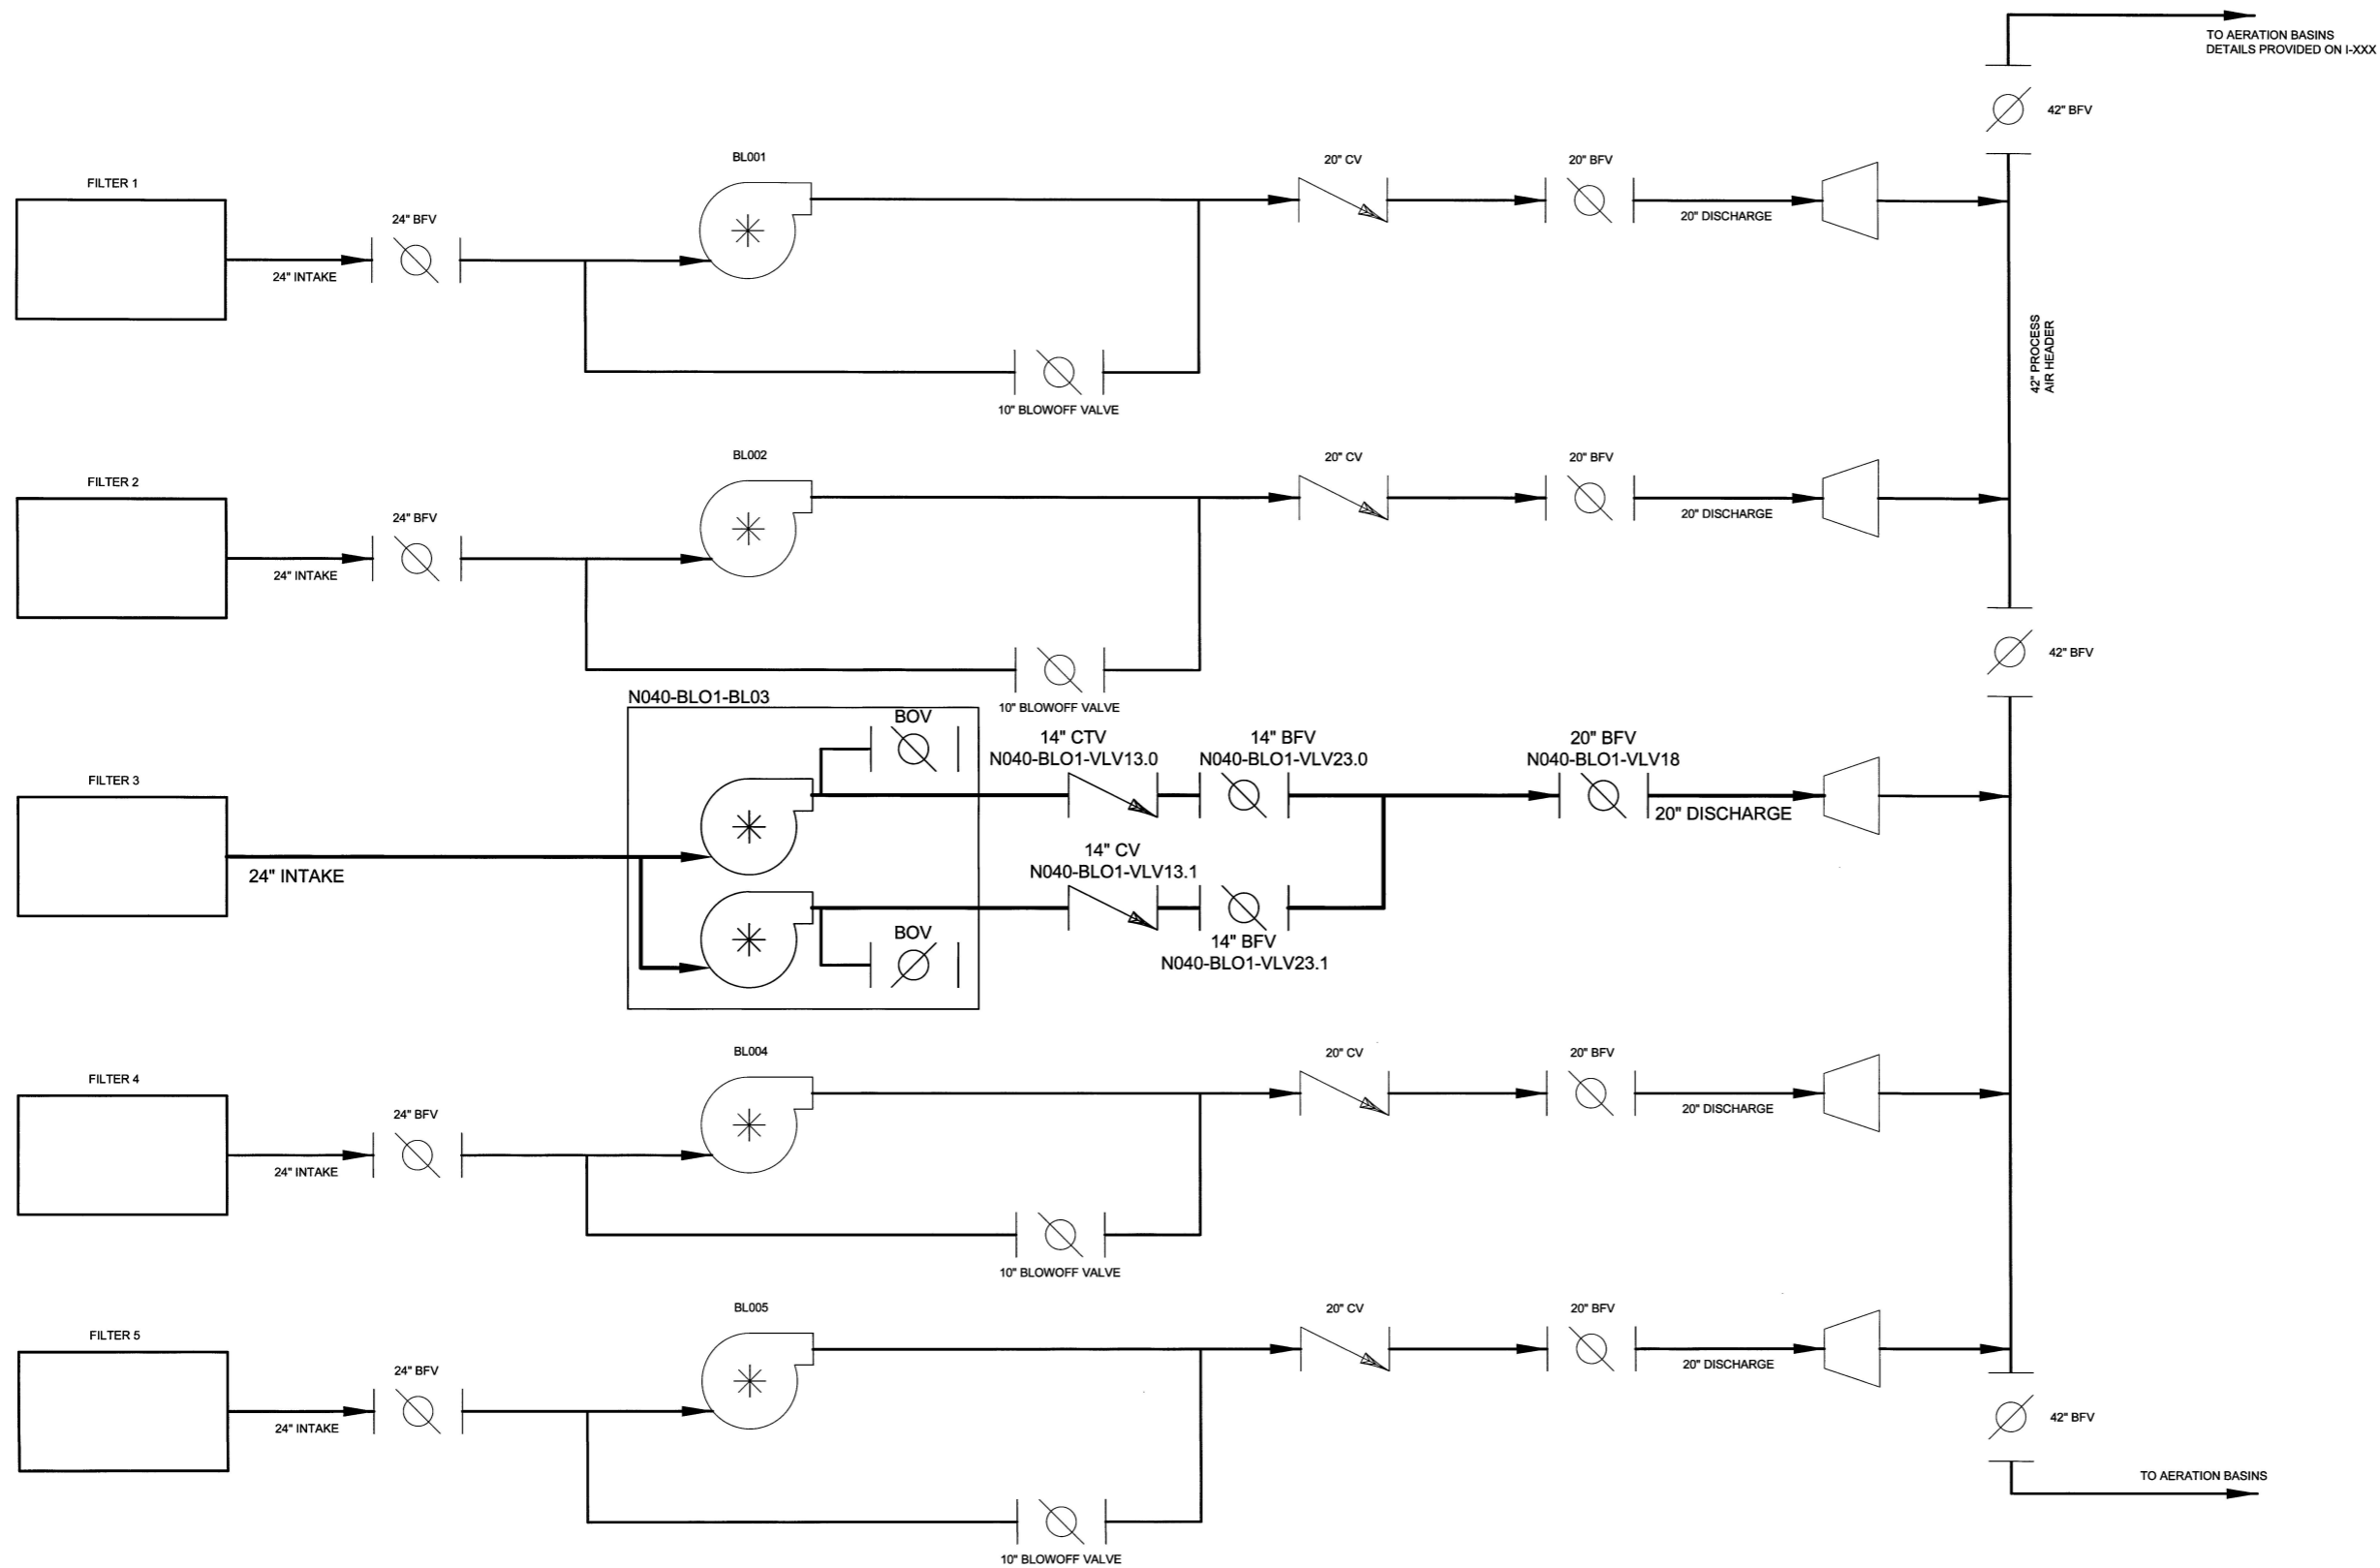 TO AERATION BASINS
DETAILS PROVIDED ON I-XXX
42" BFV
BL001
20" CV
20" BFV
FILTER 1
24" BFV
20" DISCHARGE
24" INTAKE
42" PROCESS
AIR HEADER
10" BLOWOFF VALVE
BL002
20" CV
20" BFV
FILTER 2
24" BFV
20" DISCHARGE
24" INTAKE
42" BFV
10" BLOWOFF VALVE
N040-BLO1-BL03
BOV
14" CTV
N040-BLO1-VLV13.0
14" BFV
N040-BLO1-VLV23.0
20" BFV
N040-BLO1-VLV18
FILTER 3
20" DISCHARGE
14" CV
N040-BLO1-VLV13.1
24" INTAKE
BOV
14" BFV
N040-BLO1-VLV23.1
BL004
20" CV
20" BFV
FILTER 4
24" BFV
20" DISCHARGE
24" INTAKE
10" BLOWOFF VALVE
BL005
20" CV
20" BFV
FILTER 5
24" BFV
20" DISCHARGE
24" INTAKE
42" BFV
TO AERATION BASINS
10" BLOWOFF VALVE